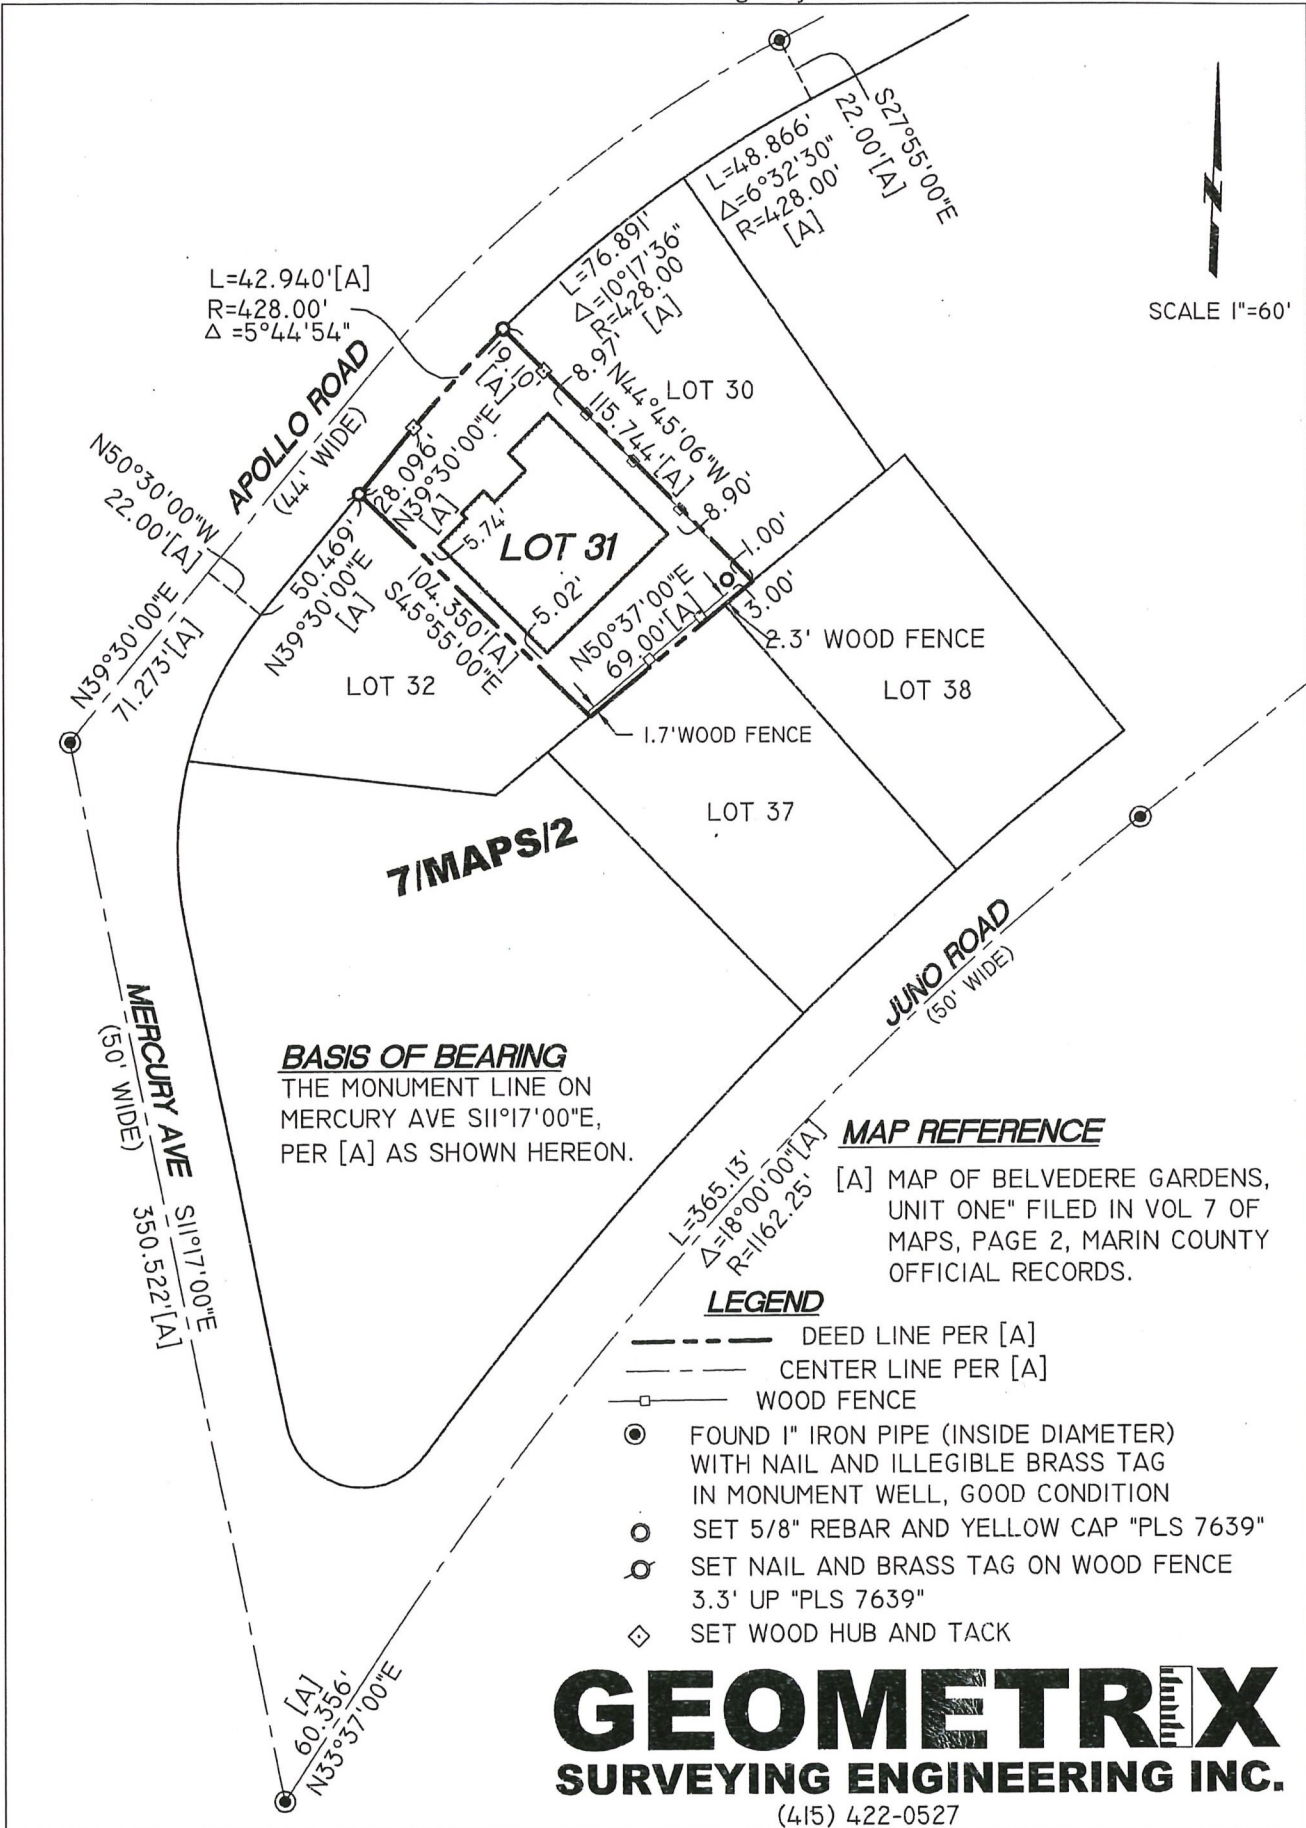 S27°55'00"E
22.00'[A]
L=48.866'
Δ=6°32'30"
R=428.00'
[A]
L=76.891'
Δ=10°17'36"
R=428.00
[A]
L=42.940'[A]
R=428.00'
Δ =5°44'54"
SCALE 1"=60'
N
APOLLO ROAD
(44' WIDE)
19.10'
[A]
8.97'
N44°45'06"W
115.744'[A]
LOT 30
8.90'
28.096'
N39°30'00"E
[A]
N50°30'00"W
22.00'[A]
5.74'
LOT 31
5.02'
104.350'[A]
S45°55'00"E
50.469'
N39°30'00"E
[A]
1.00'
3.00'
N50°37'00"E
69.00'[A]
2.3' WOOD FENCE
N39°30'00"E
71.273'[A]
LOT 32
LOT 38
1.7'WOOD FENCE
LOT 37
7/MAPS/2
JUNO ROAD
(50' WIDE)
MERCURY AVE S11°17'00"E
(50' WIDE) 350.522'[A]
BASIS OF BEARING
THE MONUMENT LINE ON
MERCURY AVE S11°17'00"E,
PER [A] AS SHOWN HEREON.
L=365.13'
Δ=18°00'00"[A]
R=1162.25'
MAP REFERENCE
[A] MAP OF BELVEDERE GARDENS,
UNIT ONE" FILED IN VOL 7 OF
MAPS, PAGE 2, MARIN COUNTY
OFFICIAL RECORDS.
LEGEND
DEED LINE PER [A]
CENTER LINE PER [A]
WOOD FENCE
FOUND 1" IRON PIPE (INSIDE DIAMETER)
WITH NAIL AND ILLEGIBLE BRASS TAG
IN MONUMENT WELL, GOOD CONDITION
SET 5/8" REBAR AND YELLOW CAP "PLS 7639"
SET NAIL AND BRASS TAG ON WOOD FENCE
3.3' UP "PLS 7639"
SET WOOD HUB AND TACK
[A]
60.356'
N33°37'00"E
GEOMETRIX
SURVEYING ENGINEERING INC.
(415) 422-0527